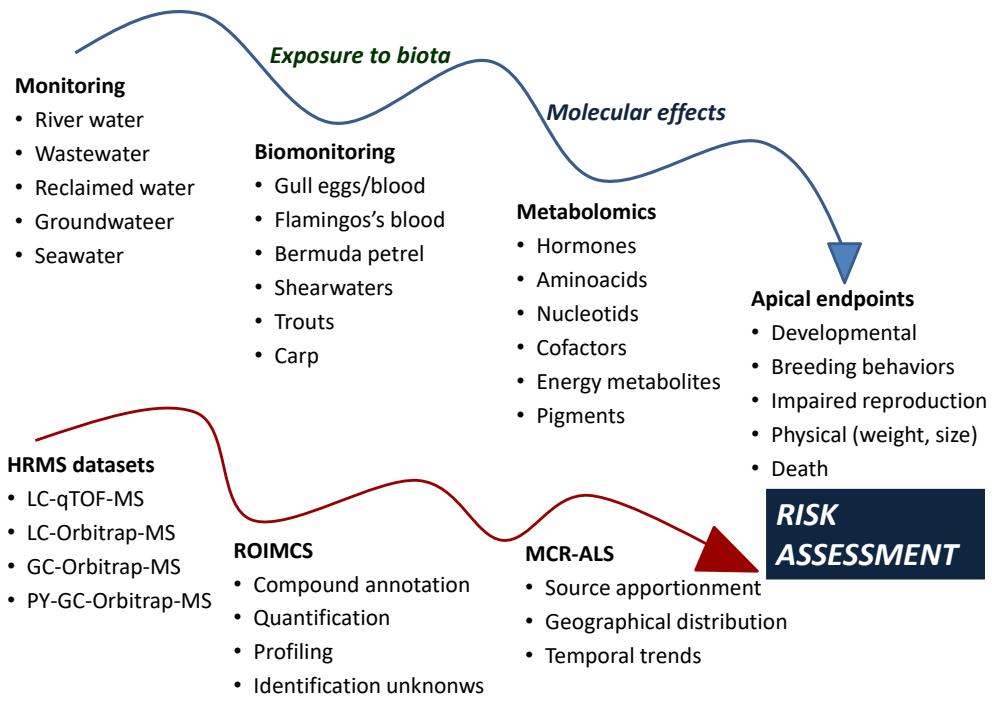 Exposure to biota
Monitoring
• River water
• Wastewater
• Reclaimed water
• Groundwateer
• Seawater
Biomonitoring
• Gull eggs/blood
• Flamingos's blood
• Bermuda petrel
• Shearwaters
• Trouts
• Carp
Molecular effects
Metabolomics
• Hormones
• Aminoacids
• Nucleotids
• Cofactors
• Energy metabolites
• Pigments
Apical endpoints
• Developmental
• Breeding behaviors
• Impaired reproduction
• Physical (weight, size)
• Death
HRMS datasets
• LC-qTOF-MS
• LC-Orbitrap-MS
• GC-Orbitrap-MS
• PY-GC-Orbitrap-MS
ROIMCS
• Compound annotation
• Quantification
• Profiling
• Identification unknonws
MCR-ALS
• Source apportionment
• Geographical distribution
• Temporal trends
RISK
ASSESSMENT